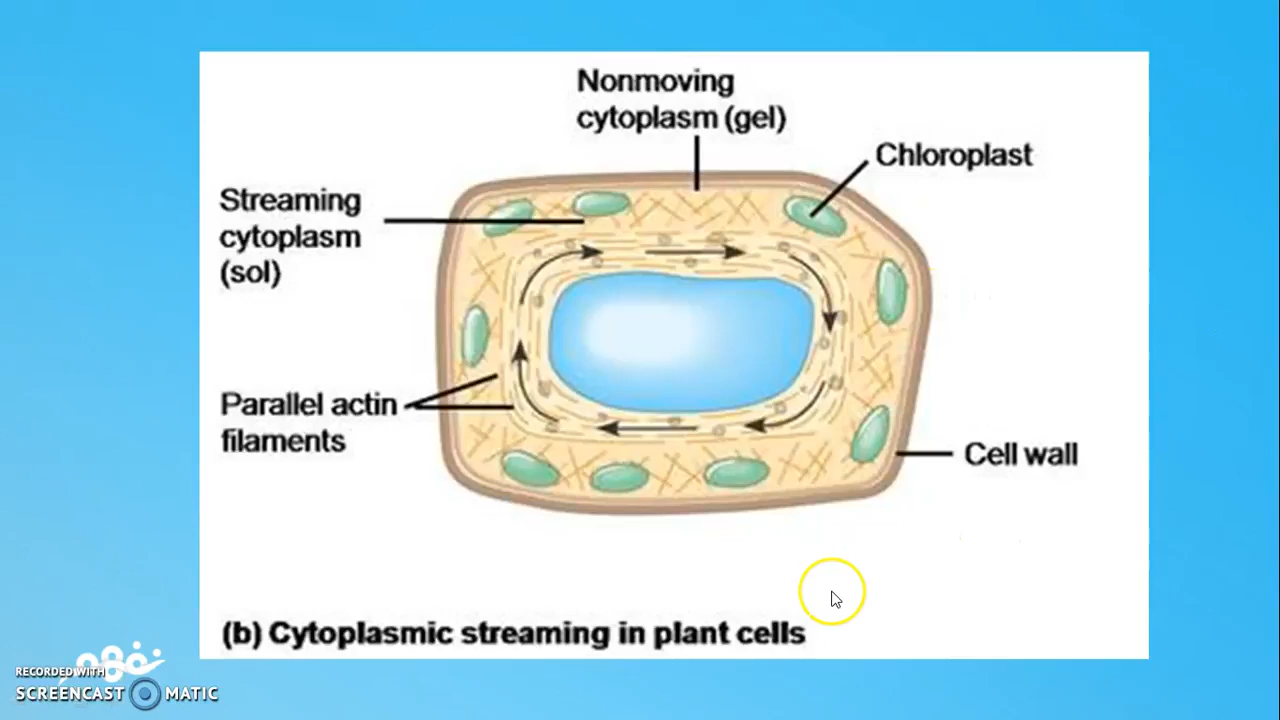 Nonmoving
cytoplasm (gel)
Chloroplast
Streaming
cytoplasm
(sol)
Parallel actin
filaments
Cell wall
(b) Cytoplasmic streaming in plant cells
RECORDED WITH
SCREENCAST MATIC